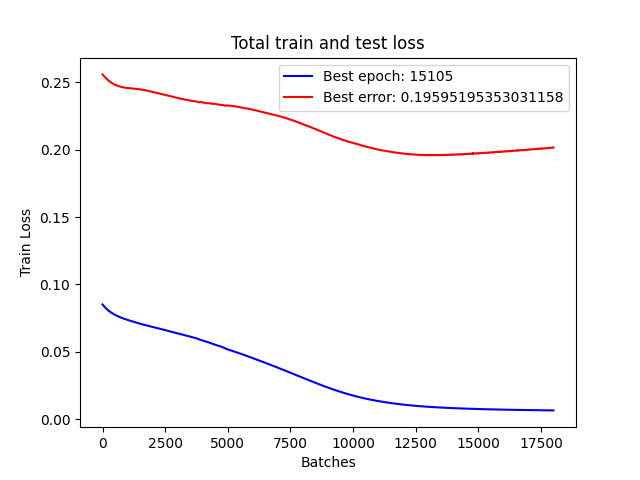 Total train and test loss
Best epoch: 15105
Best error: 0.19595195353031158
Train Loss
0.25
0.20
0.15
0.10
0.05
0.00
0 2500 5000 7500 10000 12500 15000 17500
Batches